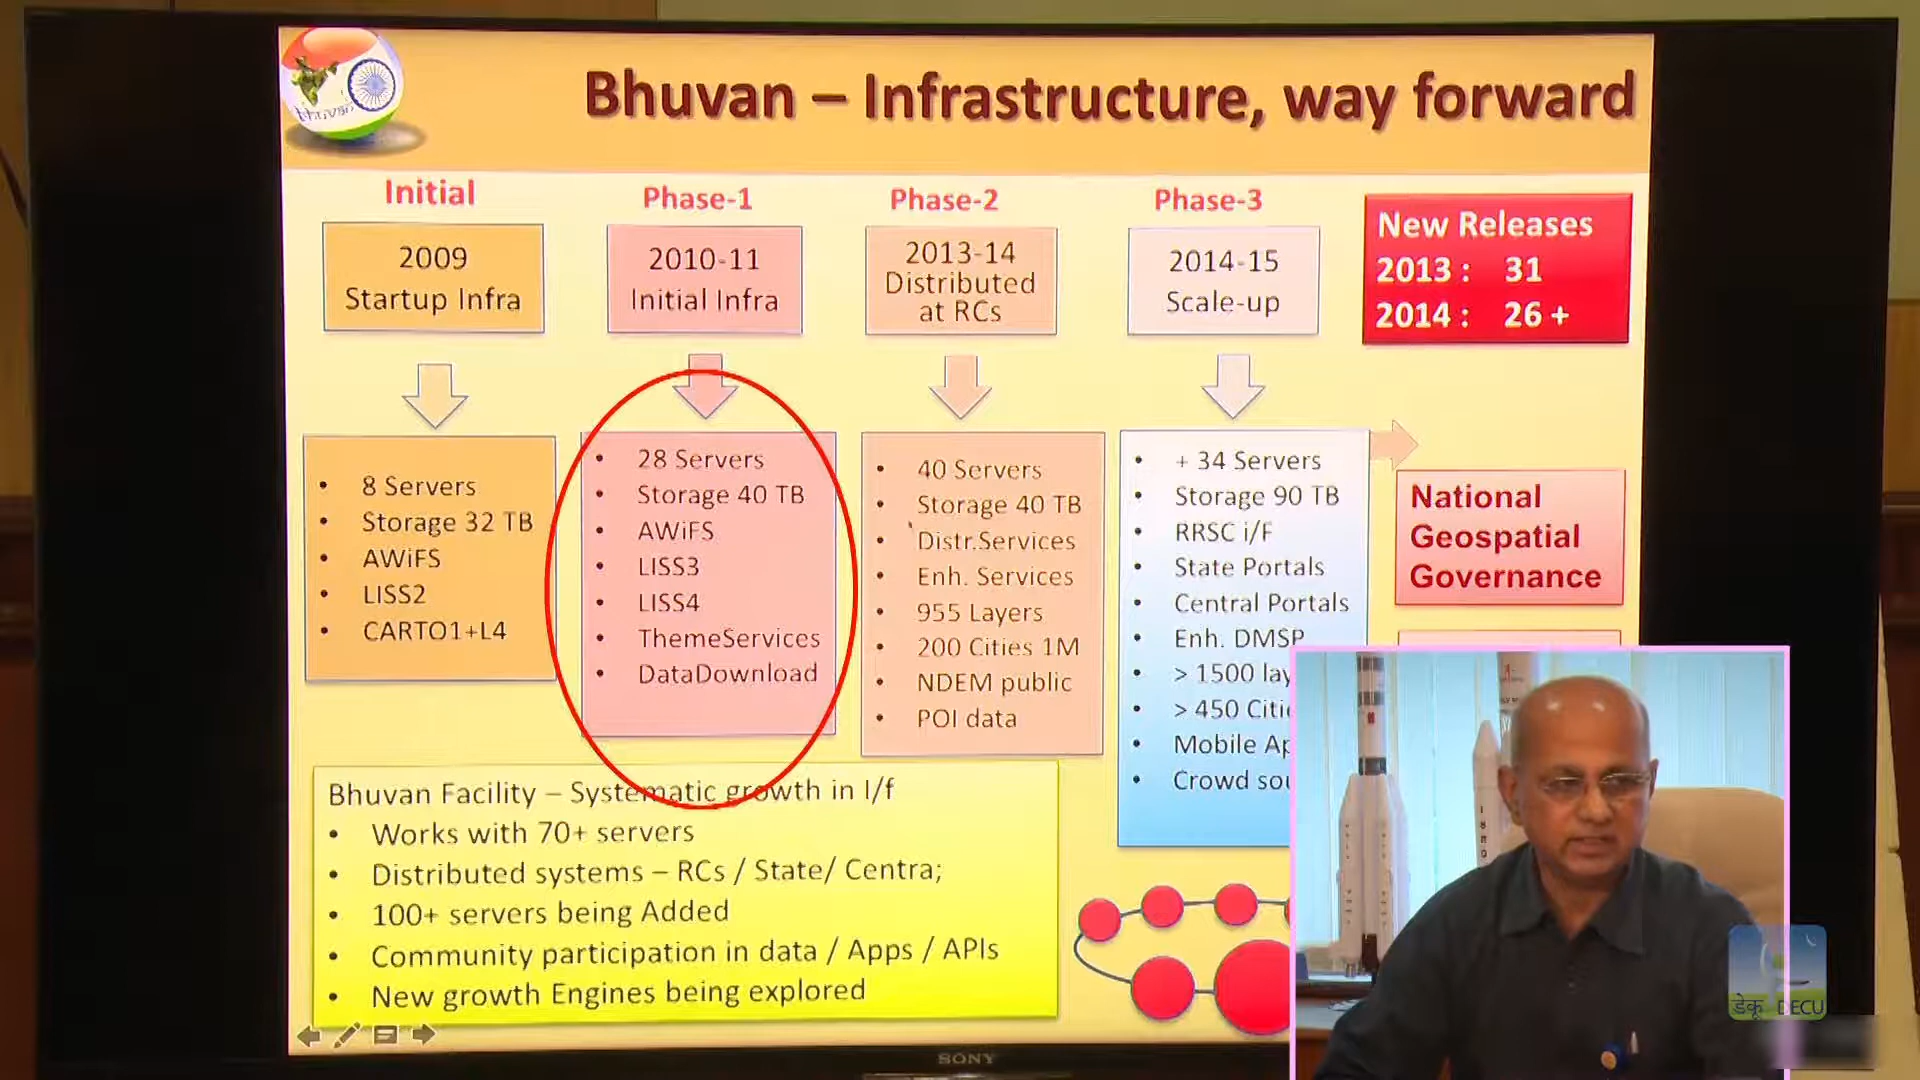 Bhuvan – Infrastructure, way forward
Initial
2009
Startup Infra
8 Servers
Storage 32 TB
AWiFS
LISS2
CARTO1+L4
Phase-1
2010-11
Initial Infra
28 Servers
Storage 40 TB
AWiFS
LISS3
LISS4
ThemeServices
DataDownload
Phase-2
2013-14
Distributed
at RCs
40 Servers
Storage 40 TB
Distr.Services
Enh. Services
955 Layers
200 Cities 1M
NDEM public
POI data
Phase-3
2014-15
Scale-up
+ 34 Servers
Storage 90 TB
RRSC i/F
State Portals
Central Portals
Enh. DMSP
> 1500
> 450
Mobile
Crowd
New Releases
2013 : 31
2014 : 26 +
National
Geospatial
Governance
Bhuvan Facility – Systematic growth in I/f
Works with 70+ servers
Distributed systems – RCs / State/ Centra;
100+ servers being Added
Community participation in data / Apps / APIs
New growth Engines being explored
SONY
डेकू DECU